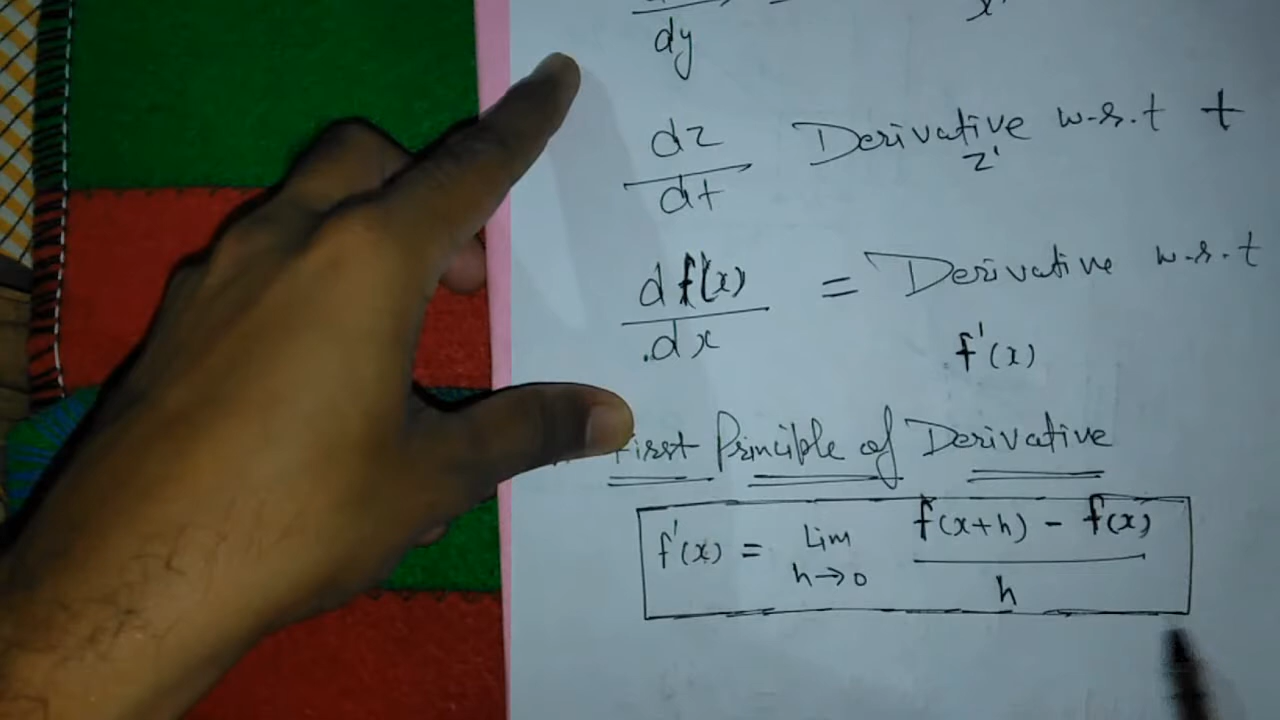 dy
dz/dt Derivative w.r.t t
z'
d f(x)/dx = Derivative w.r.t
f'(x)
First Principle of Derivative
f'(x) = Lim h→0 f(x+h) - f(x)/h